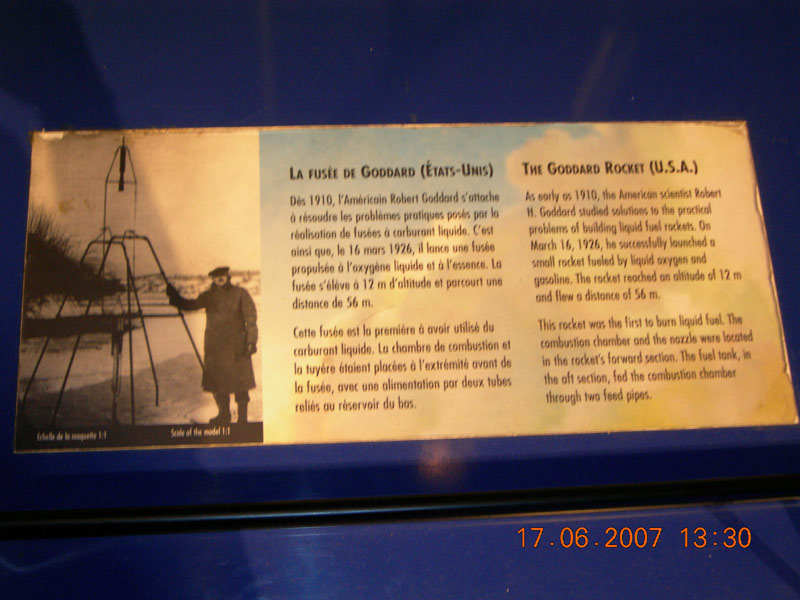 LA FUSÉE DE GODDARD (ÉTATS-UNIS)
Dès 1910, l'Américain Robert Goddard s'attache
à résoudre les problèmes pratiques posés par la
réalisation de fusées à carburant liquide. C'est
ainsi que, le 16 mars 1926, il lance une fusée
propulsée à l'oxygène liquide et à l'essence. La
fusée s'élève à 12 m d'altitude et parcourt une
distance de 56 m.
Cette fusée est la première à avoir utilisé du
carburant liquide. La chambre de combustion et
la tuyère étaient placées à l'extrémité avant de
la fusée, avec une alimentation par deux tubes
reliés au réservoir du bas.
THE GODDARD ROCKET (U.S.A.)
As early as 1910, the American scientist Robert
H. Goddard studied solutions to the practical
problems of building liquid fuel rockets. On
March 16, 1926, he successfully launched a
small rocket fueled by liquid oxygen and
gasoline. The rocket reached an altitude of 12 m
and flew a distance of 56 m.
This rocket was the first to burn liquid fuel. The
combustion chamber and the nozzle were located
in the rocket's forward section. The fuel tank, in
the aft section, fed the combustion chamber
through two feed pipes.
Echelle de la maquette 1:1
Scale of the model 1:1
17.06.2007 13:30